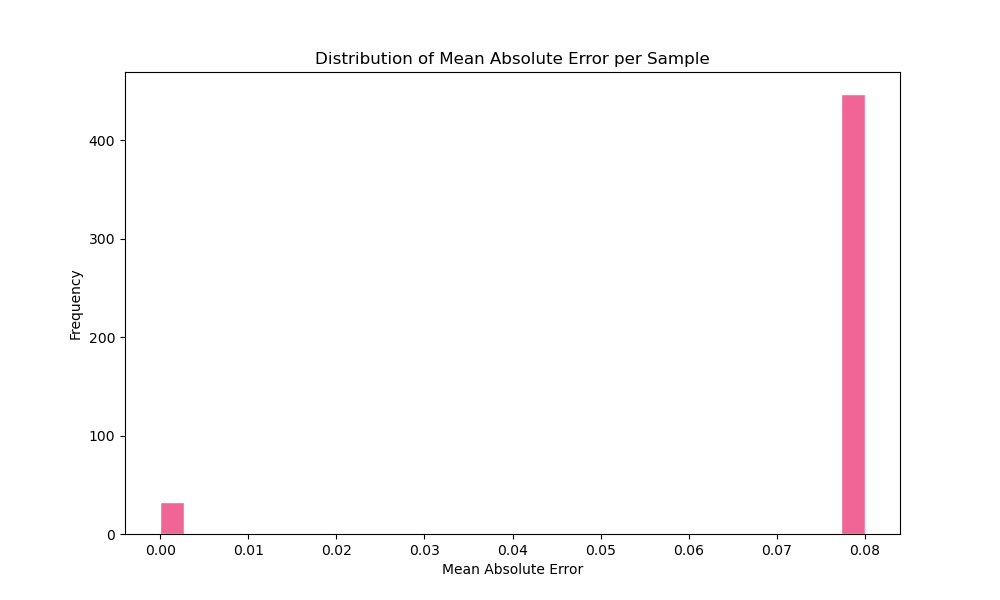 Distribution of Mean Absolute Error per Sample
400
300
200
100
0
Frequency
0.00 0.01 0.02 0.03 0.04 0.05 0.06 0.07 0.08
Mean Absolute Error